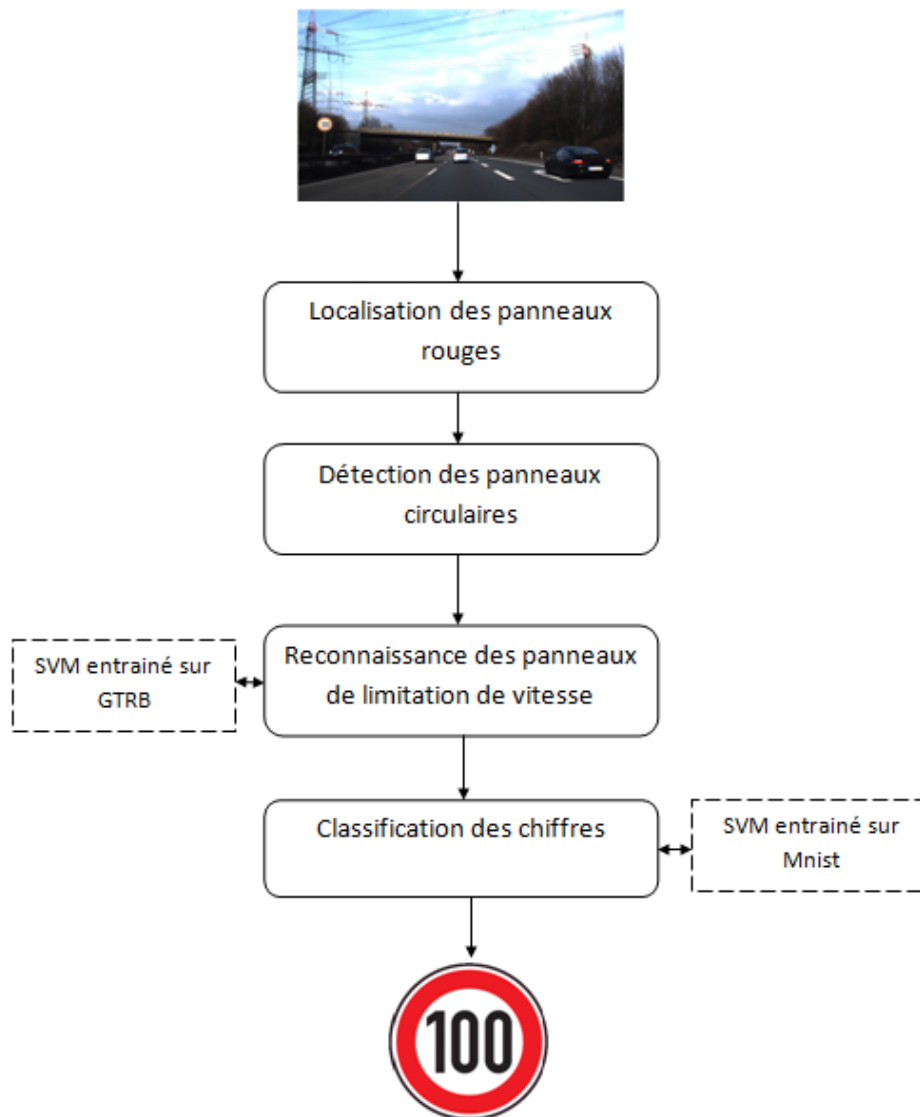 Localisation des panneaux
rouges
Détection des panneaux
circulaires
SVM entrainé sur
GTRB
Reconnaissance des panneaux
de limitation de vitesse
Classification des chiffres
SVM entrainé sur
Mnist
100